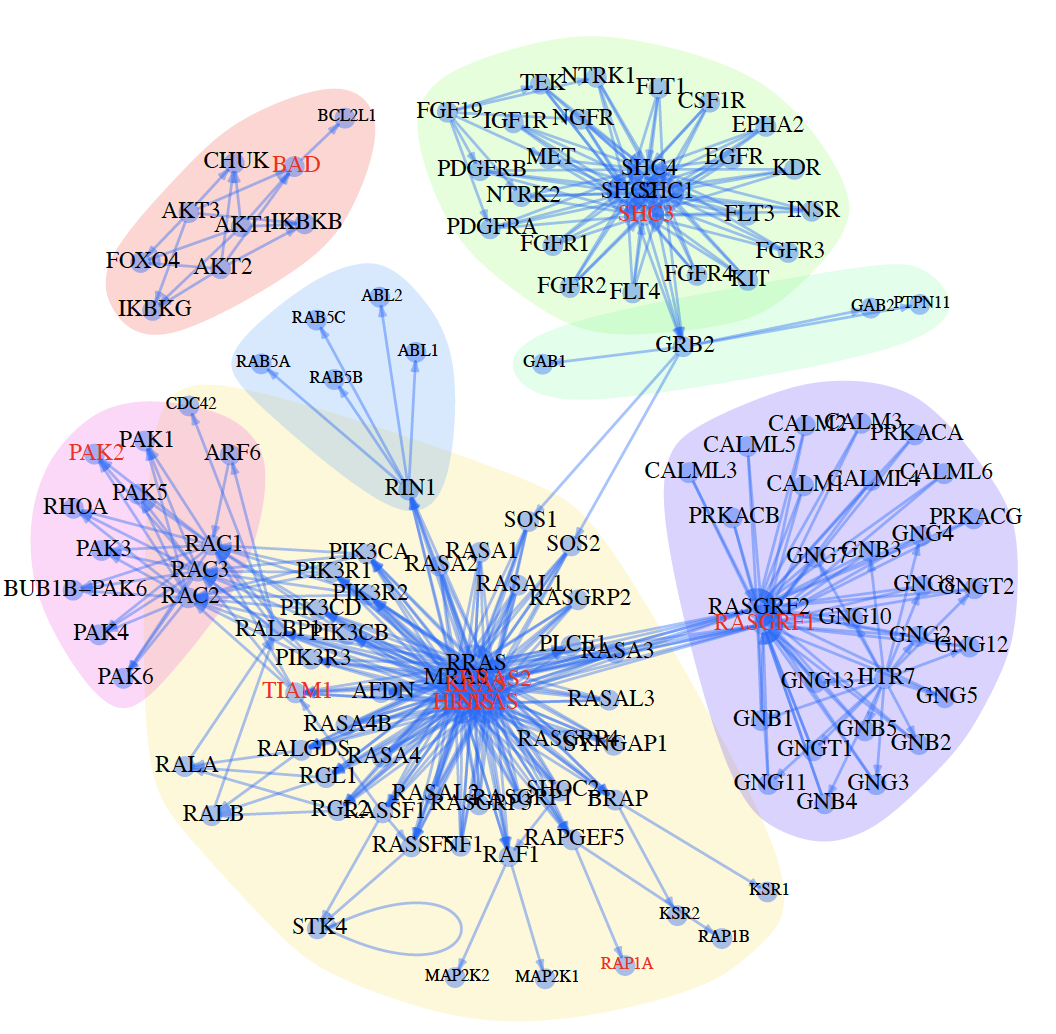 NTRK1
TEK
FLT1
CSF1R
FGF19
IGF1R
NGFR
BCL2L1
EPHA2
MET
EGFR
CHUK
BAD
PDGFRB
SHC4
KDR
NTRK2
SHC2
SHC1
AKT3
SHC3
FLT3
INSR
AKT1
IKBKB
PDGFRA
FGFR1
FGFR3
FOXO4
AKT2
FGFR4
KIT
FGFR2
FLT4
ABL2
IKBKG
RAB5C
GAB2
PTPN11
GRB2
ABL1
RAB5A
GAB1
RAB5B
CDC42
CALM2
CALM3
PRKACA
PAK1
CALML5
PAK2
ARF6
CALML3
CALML4
CALML6
CALM1
RIN1
PAK5
RHOA
PRKACB
PRKACG
SOS1
GNG4
RAC1
SOS2
PAK3
PIK3CA
RASA1
GNG7
GNB3
RASA2
PIK3R1
RAC3
BUB1B-PAK6
RASAL1
GNG8
GNGT2
PIK3R2
RAC2
RASGRP2
PIK3CD
RASGRF2
GNG10
RASGRF1
PAK4
RALBP1
PIK3CB
GNG2
GNG12
PLCE1
RASA3
PIK3R3
RRAS
PAK6
MRAS
HTR7
GNG13
TIAM1
AFDN
KRAS
RRAS2
HRAS
NRAS
RASAL3
GNG5
RASA4B
GNB1
GNB5
RASGRP4
SYNGAP1
GNB2
RALGDS
RASA4
GNGT1
RALA
RGL1
GNG11
GNG3
RASAL2
SHOC2
BRAP
RASGRP3
RASGRP1
GNB4
RALB
RGL2
RASSF1
RASSF5
NF1
RAF1
RAPGEF5
KSR1
KSR2
STK4
RAP1B
RAP1A
MAP2K2
MAP2K1